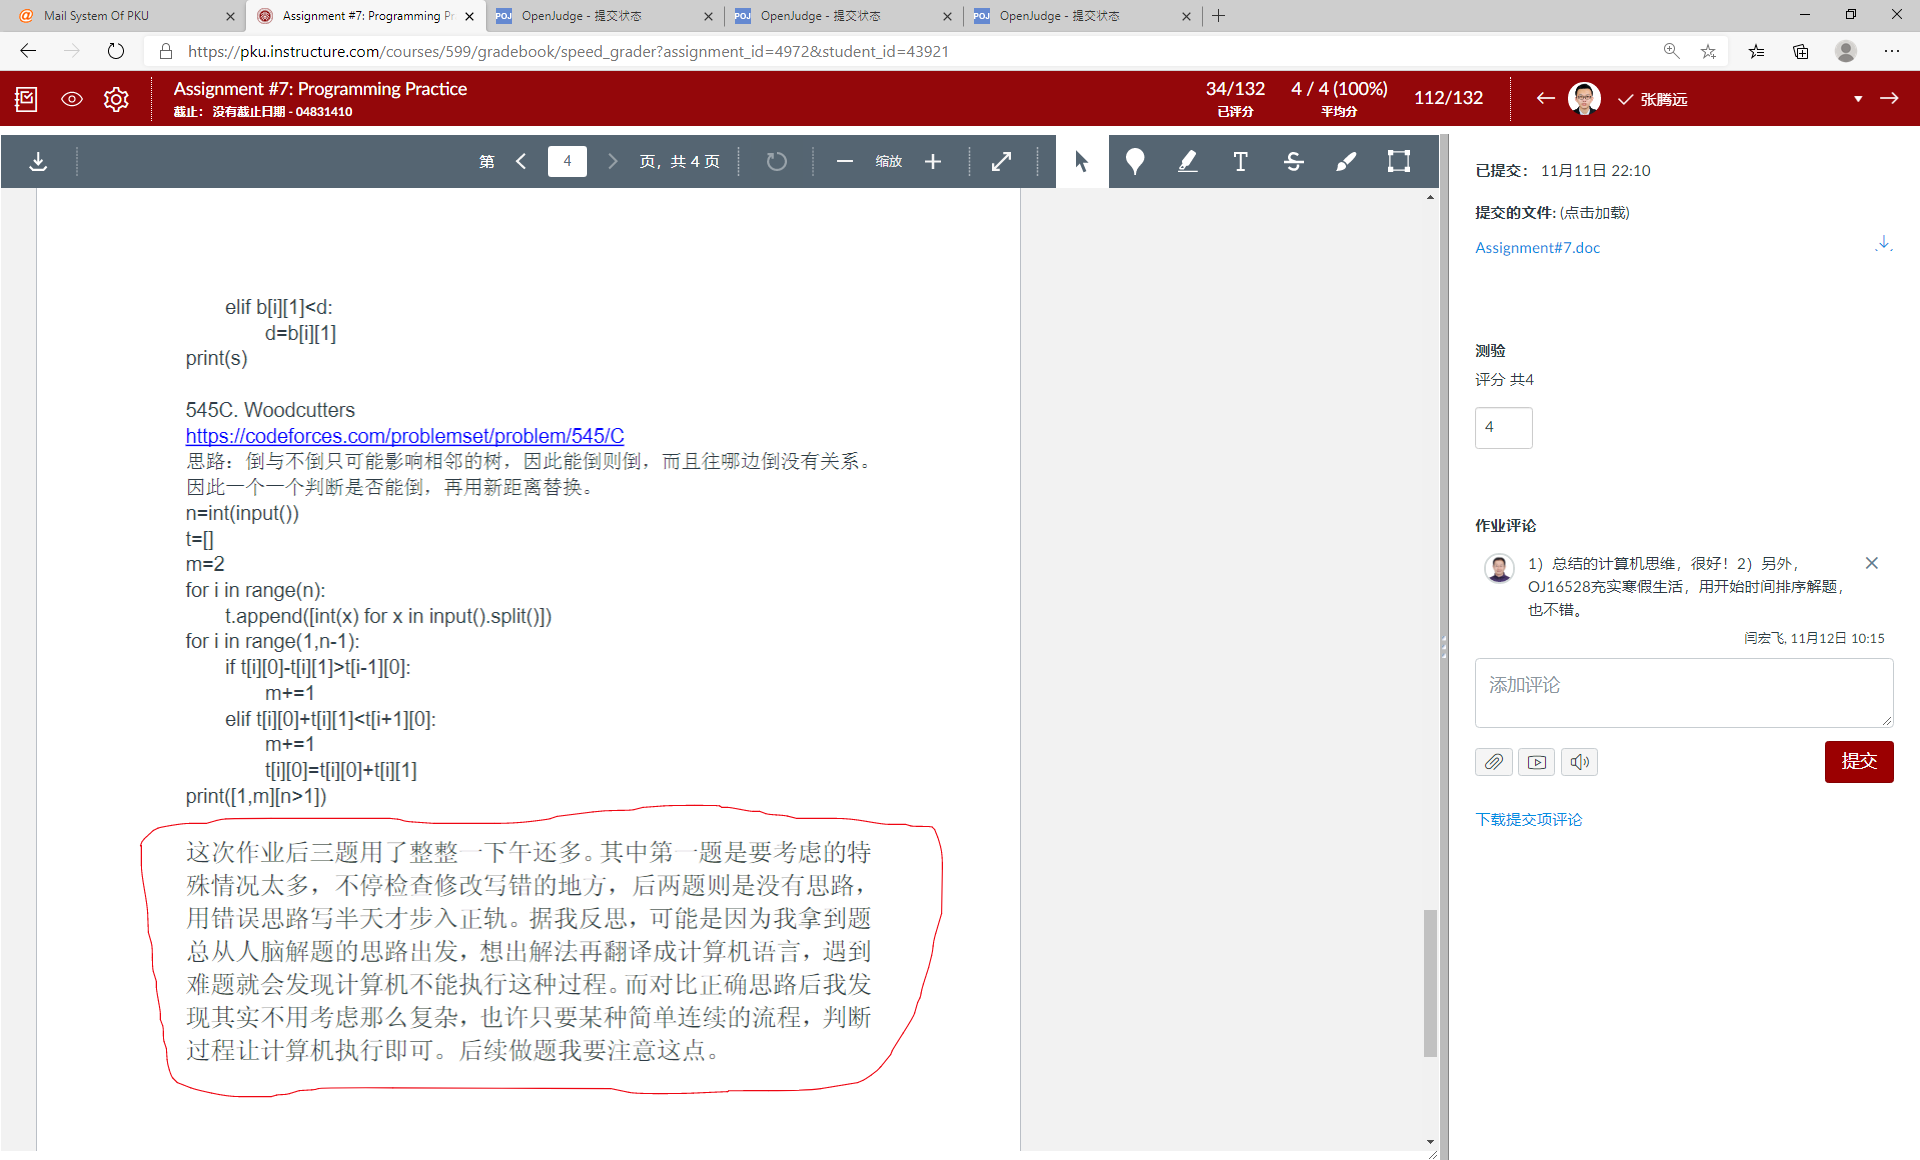 Mail System Of PKU
Assignment #7: Programming Pr
OpenJudge - 提交状态
OpenJudge - 提交状态
OpenJudge - 提交状态
https://pku.instructure.com/courses/599/gradebook/speed_grader?assignment_id=4972&student_id=43921
Assignment #7: Programming Practice
截止: 没有截止日期 - 04831410
34/132
已评分
4 / 4 (100%)
平均分
112/132
张腾远
第 4 页，共 4 页
缩放
T
elif b[i][1]<d:
d=b[i][1]
print(s)
545C. Woodcutters
https://codeforces.com/problemset/problem/545/C
思路：倒与不倒只可能影响相邻的树，因此能倒则倒，而且往哪边倒没有关系。
因此一个一个判断是否能倒，再用新距离替换。
n=int(input())
t=[]
m=2
for i in range(n):
t.append([int(x) for x in input().split()])
for i in range(1,n-1):
if t[i][0]-t[i][1]>t[i-1][0]:
m+=1
elif t[i][0]+t[i][1]<t[i+1][0]:
m+=1
t[i][0]=t[i][0]+t[i][1]
print([1,m][n>1])
这次作业后三题用了整整一下午还多。其中第一题是要考虑的特
殊情况太多，不停检查修改写错的地方，后两题则是没有思路，
用错误思路写半天才步入正轨。据我反思，可能是因为我拿到题
总从人脑解题的思路出发，想出解法再翻译成计算机语言，遇到
难题就会发现计算机不能执行这种过程。而对比正确思路后我发
现其实不用考虑那么复杂，也许只要某种简单连续的流程，判断
过程让计算机执行即可。后续做题我要注意这点。
已提交： 11月11日 22:10
提交的文件: (点击加载)
Assignment#7.doc
测验
评分 共4
4
作业评论
1）总结的计算机思维，很好！2）另外，
OJ16528充实寒假生活，用开始时间排序解题，
也不错。
闫宏飞, 11月12日 10:15
添加评论
提交
下载提交项评论